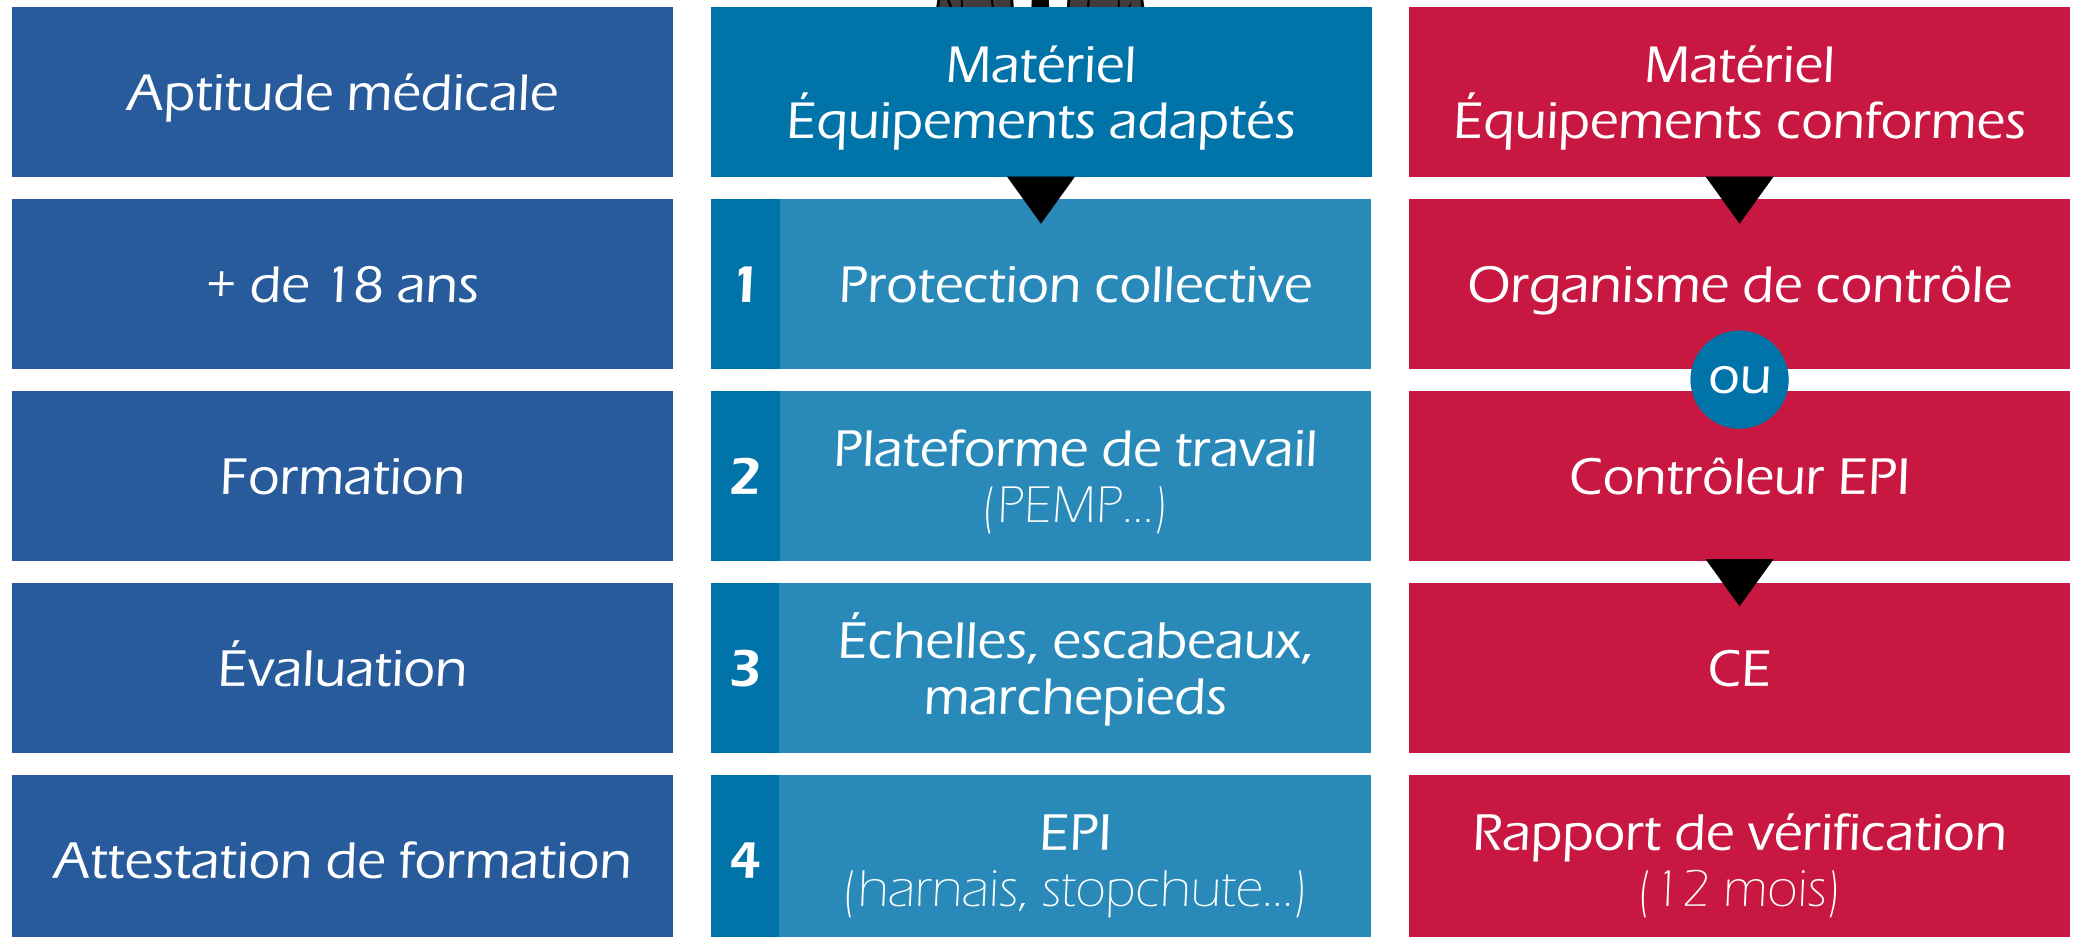 Aptitude médicale
+ de 18 ans
Formation
Évaluation
Attestation de formation
Matériel
Équipements adaptés
1
Protection collective
2
Plateforme de travail
(PEMP...)
3
Échelles, escabeaux,
marchepieds
4
EPI
(harnais, stopchute...)
Matériel
Équipements conformes
Organisme de contrôle
ou
Contrôleur EPI
CE
Rapport de vérification
(12 mois)